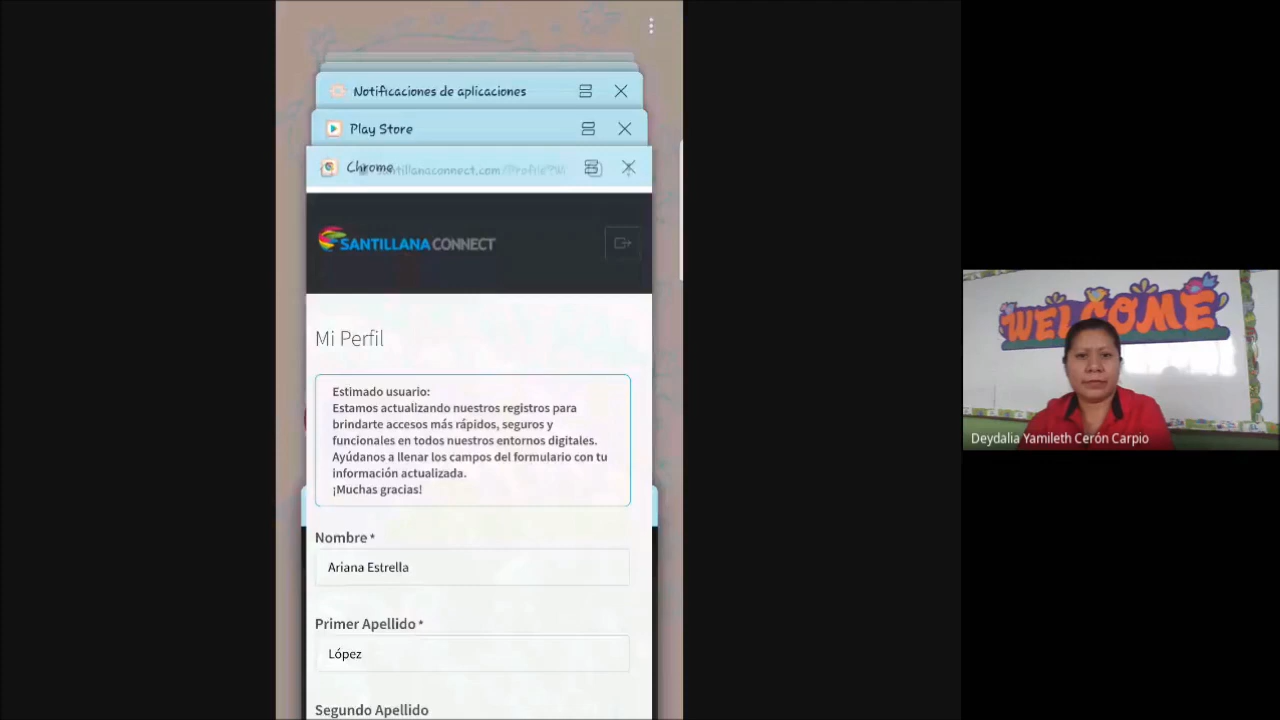 Notificaciones de aplicaciones
Play Store
Chrome
santillanaconnect.com
SANTILLANA CONNECT
Mi Perfil
Estimado usuario:
Estamos actualizando nuestros registros para
brindarte accesos más rápidos, seguros y
funcionales en todos nuestros entornos digitales.
Ayúdanos a llenar los campos del formulario con tu
información actualizada.
¡Muchas gracias!
Nombre *
Ariana Estrella
Primer Apellido *
López
Segundo Apellido
WELCOME
Deydalia Yamileth Cerón Carpio